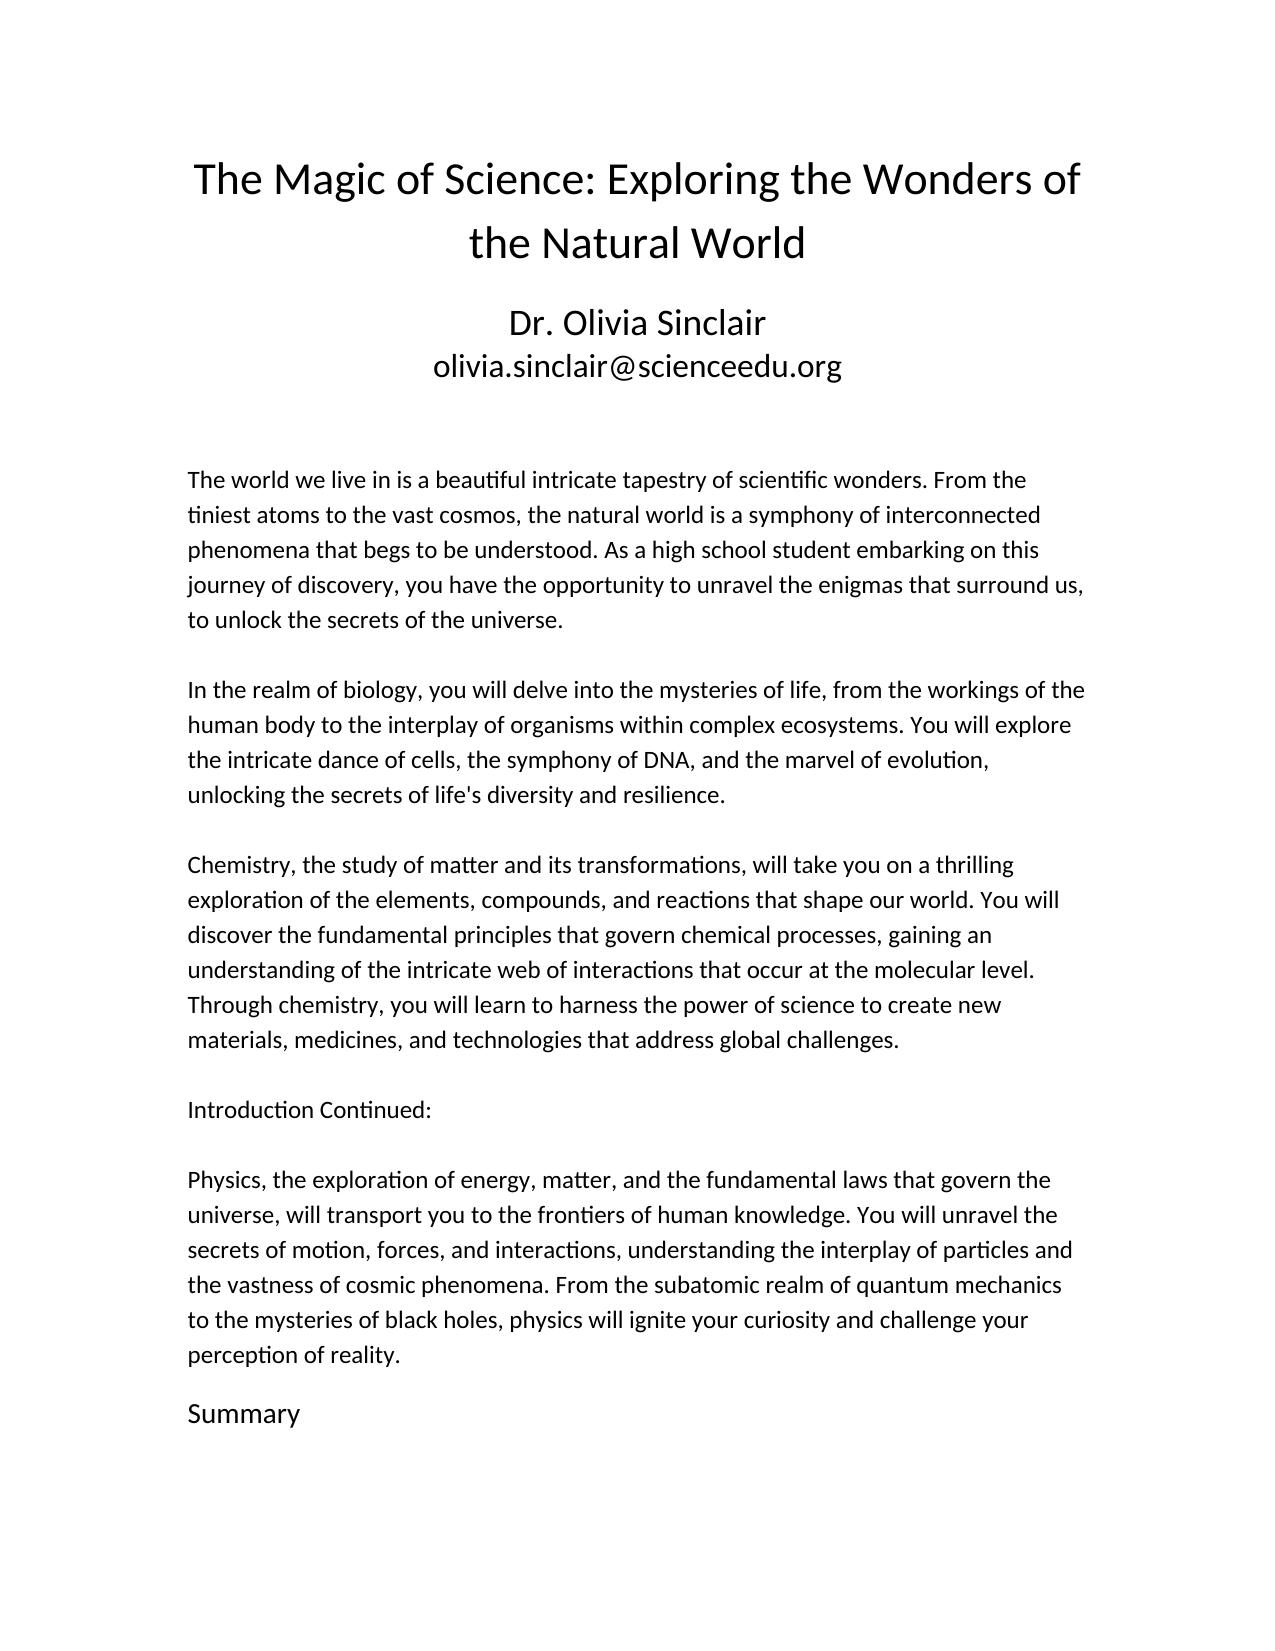 The Magic of Science: Exploring the Wonders of
the Natural World
Dr. Olivia Sinclair
olivia.sinclair@scienceedu.org
The world we live in is a beautiful intricate tapestry of scientific wonders. From the
tiniest atoms to the vast cosmos, the natural world is a symphony of interconnected
phenomena that begs to be understood. As a high school student embarking on this
journey of discovery, you have the opportunity to unravel the enigmas that surround us,
to unlock the secrets of the universe.
In the realm of biology, you will delve into the mysteries of life, from the workings of the
human body to the interplay of organisms within complex ecosystems. You will explore
the intricate dance of cells, the symphony of DNA, and the marvel of evolution,
unlocking the secrets of life's diversity and resilience.
Chemistry, the study of matter and its transformations, will take you on a thrilling
exploration of the elements, compounds, and reactions that shape our world. You will
discover the fundamental principles that govern chemical processes, gaining an
understanding of the intricate web of interactions that occur at the molecular level.
Through chemistry, you will learn to harness the power of science to create new
materials, medicines, and technologies that address global challenges.
Introduction Continued:
Physics, the exploration of energy, matter, and the fundamental laws that govern the
universe, will transport you to the frontiers of human knowledge. You will unravel the
secrets of motion, forces, and interactions, understanding the interplay of particles and
the vastness of cosmic phenomena. From the subatomic realm of quantum mechanics
to the mysteries of black holes, physics will ignite your curiosity and challenge your
perception of reality.
Summary